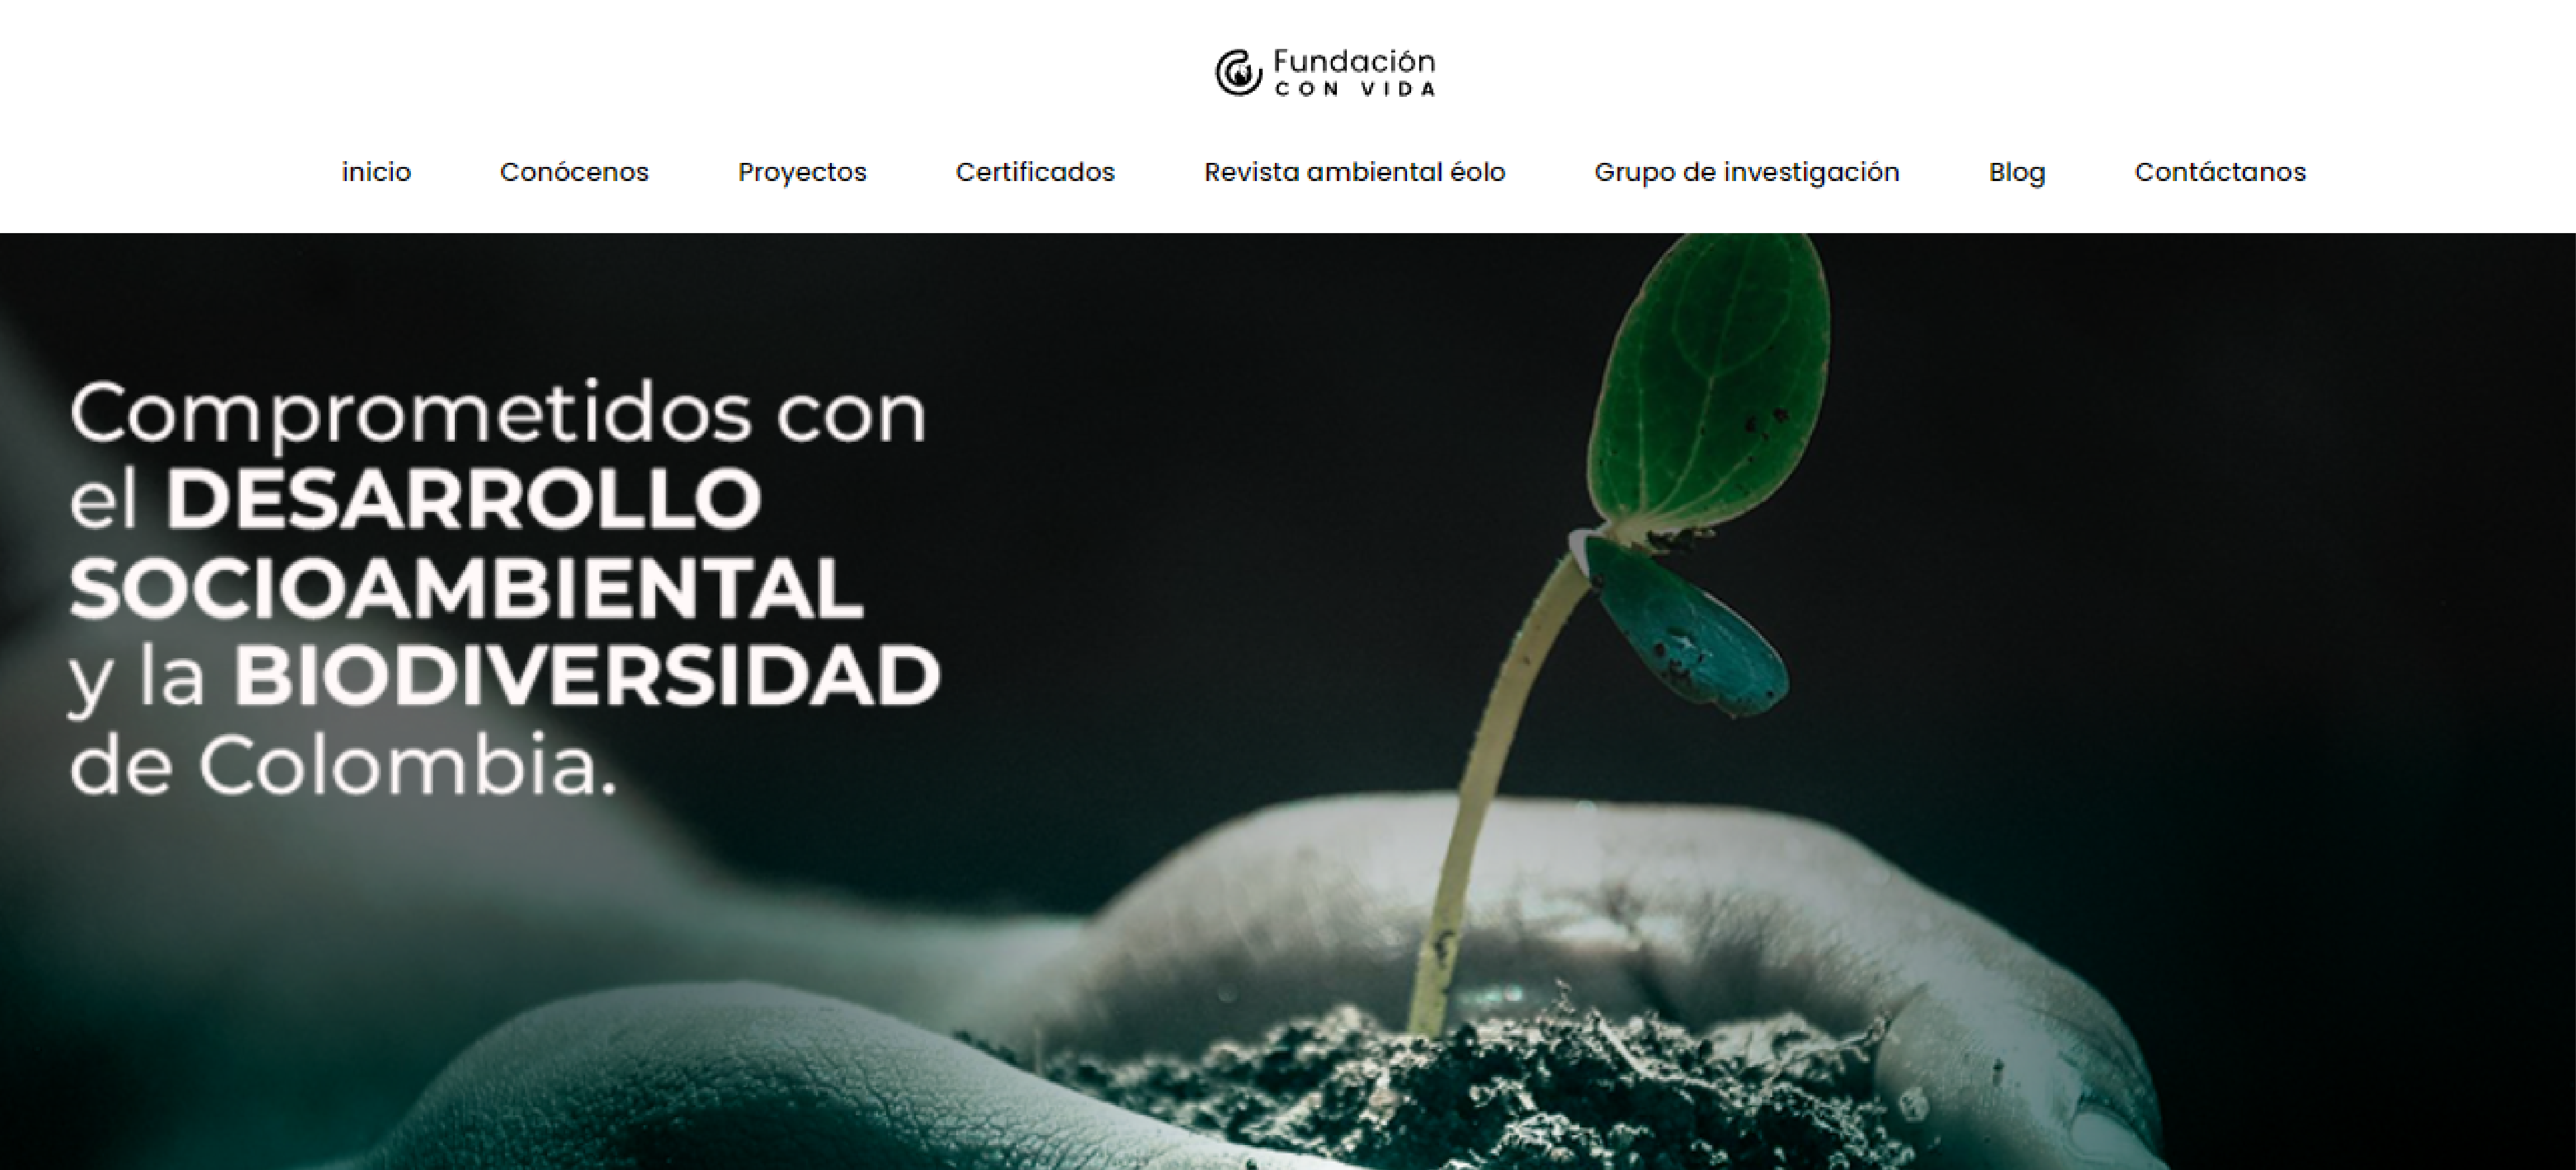 Fundación
CON VIDA
inicio Conócenos Proyectos Certificados Revista ambiental éolo Grupo de investigación Blog Contáctanos
Comprometidos con
el DESARROLLO
SOCIOAMBIENTAL
y la BIODIVERSIDAD
de Colombia.